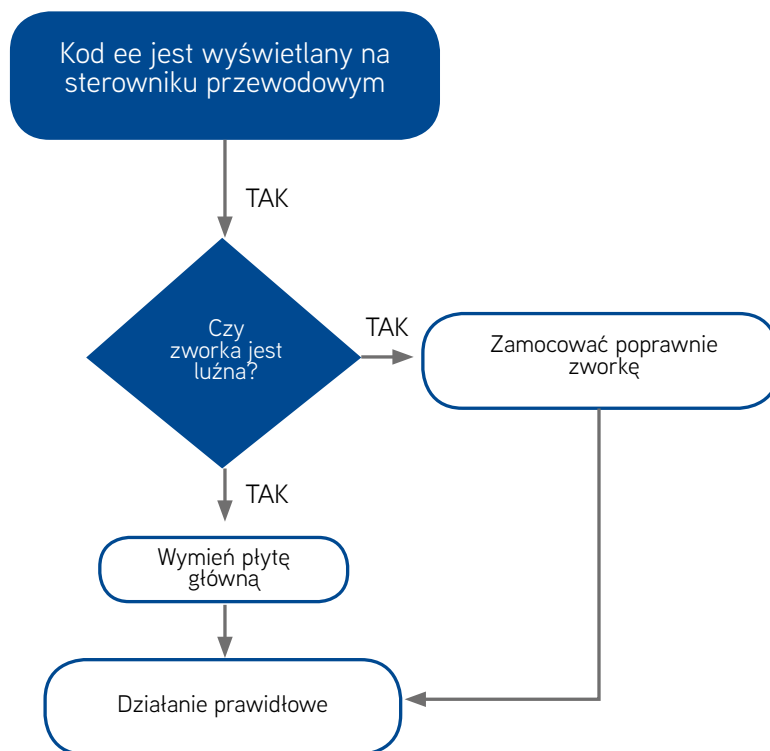 Kod ee jest wyświetlany na
sterowniku przewodowym
TAK
Czy
zworka jest
luźna?
TAK
Zamocować poprawnie
zworkę
TAK
Wymień płytę
główną
Działanie prawidłowe